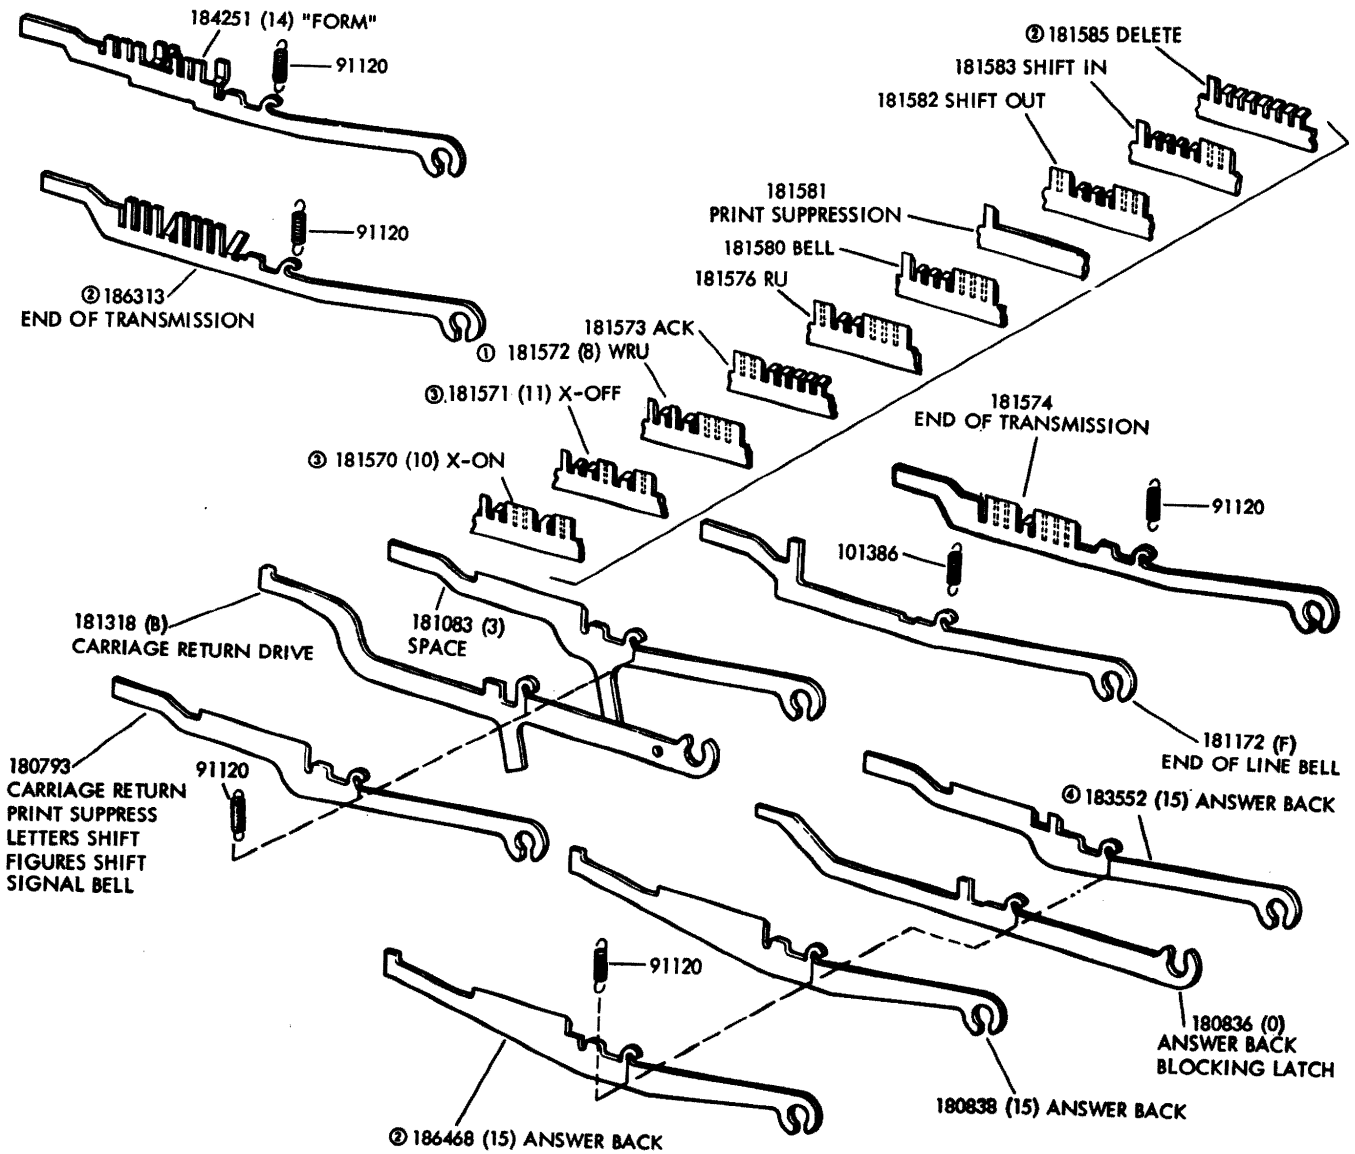 184251 (14) "FORM"
91120
② 181585 DELETE
181583 SHIFT IN
181582 SHIFT OUT
181581
PRINT SUPPRESSION
181580 BELL
181576 RU
181573 ACK
① 181572 (8) WRU
③.181571 (11) X-OFF
③ 181570 (10) X-ON
91120
② 186313
END OF TRANSMISSION
181574
END OF TRANSMISSION
91120
101386
181318 (B)
CARRIAGE RETURN DRIVE
181083 (3)
SPACE
181172 (F)
END OF LINE BELL
180793
CARRIAGE RETURN
PRINT SUPPRESS
LETTERS SHIFT
FIGURES SHIFT
SIGNAL BELL
91120
④ 183552 (15) ANSWER BACK
91120
180836 (0)
ANSWER BACK
BLOCKING LATCH
180838 (15) ANSWER BACK
② 186468 (15) ANSWER BACK